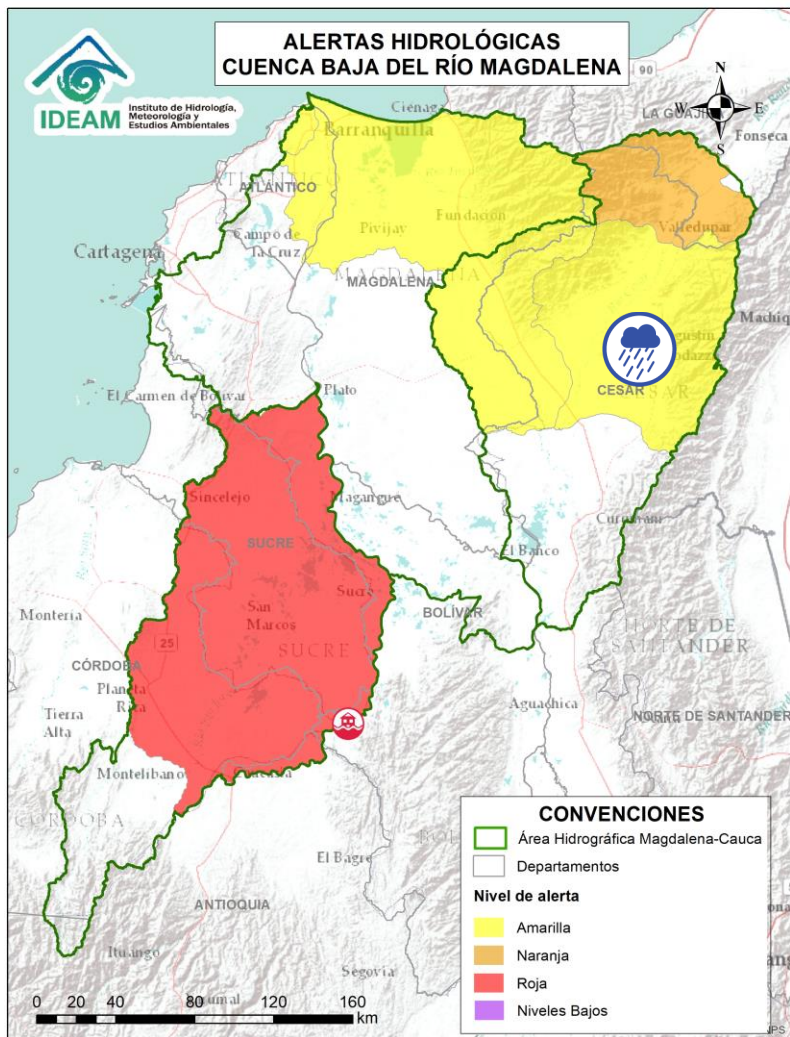 ALERTAS HIDROLÓGICAS
CUENCA BAJA DEL RÍO MAGDALENA
IDEAM
Instituto de Hidrología,
Meteorología y
Estudios Ambientales
N
W
E
S
90
LA GUAJIRA
Fonseca
Ciénaga
Barranquilla
ATLÁNTICO
Cartagena
Campo de
La Cruz
Pivijay
Fundación
Valledupar
MAGDALENA
MAGDALENA
Machiq
CESAR
El Carmen de Bolívar
Plato
Sincelejo
Magangue
SUCRE
Curumaní
El Banco
Sucre
BOLÍVAR
San
Marcos
SUCRE
Montería
25
CÓRDOBA
Planeta
Rica
Tierra
Alta
NORTE DE
SANTANDER
Aguachica
NORTE DE SANTANDER
Montelíbano
El Bagre
ANTIOQUIA
Ituango
Segovia
CONVENCIONES
Área Hidrográfica Magdalena-Cauca
Departamentos
Nivel de alerta
Amarilla
Naranja
Roja
Niveles Bajos
0 20 40 80 120 160
km